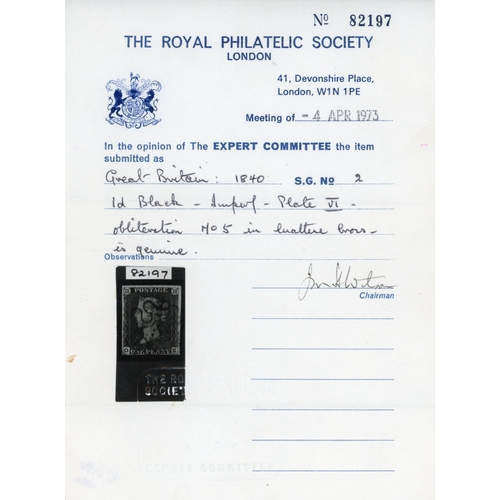 No 82197
THE ROYAL PHILATELIC SOCIETY
LONDON
41, Devonshire Place,
London, W1N 1PE
Meeting of -4 APR 1973
In the opinion of The EXPERT COMMITTEE the item
submitted as
Great Britain: 1840 S.G. No 2
1d Black - Imperf - Plate VI -
obliteration No 5 in maltese cross -
is genuine.
Observations
82197
POSTAGE
ONE PENNY
THE RO
SOCIET
Chairman